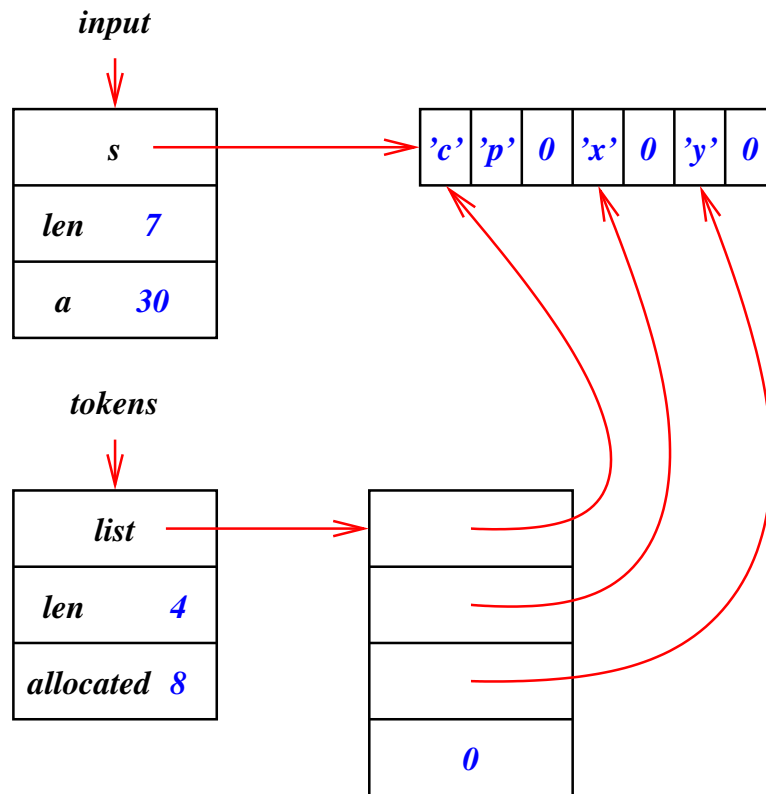 input
s
’c’ ’p’ 0 ’x’ 0 ’y’ 0
len 7
a 30
tokens
list
len 4
allocated 8
0